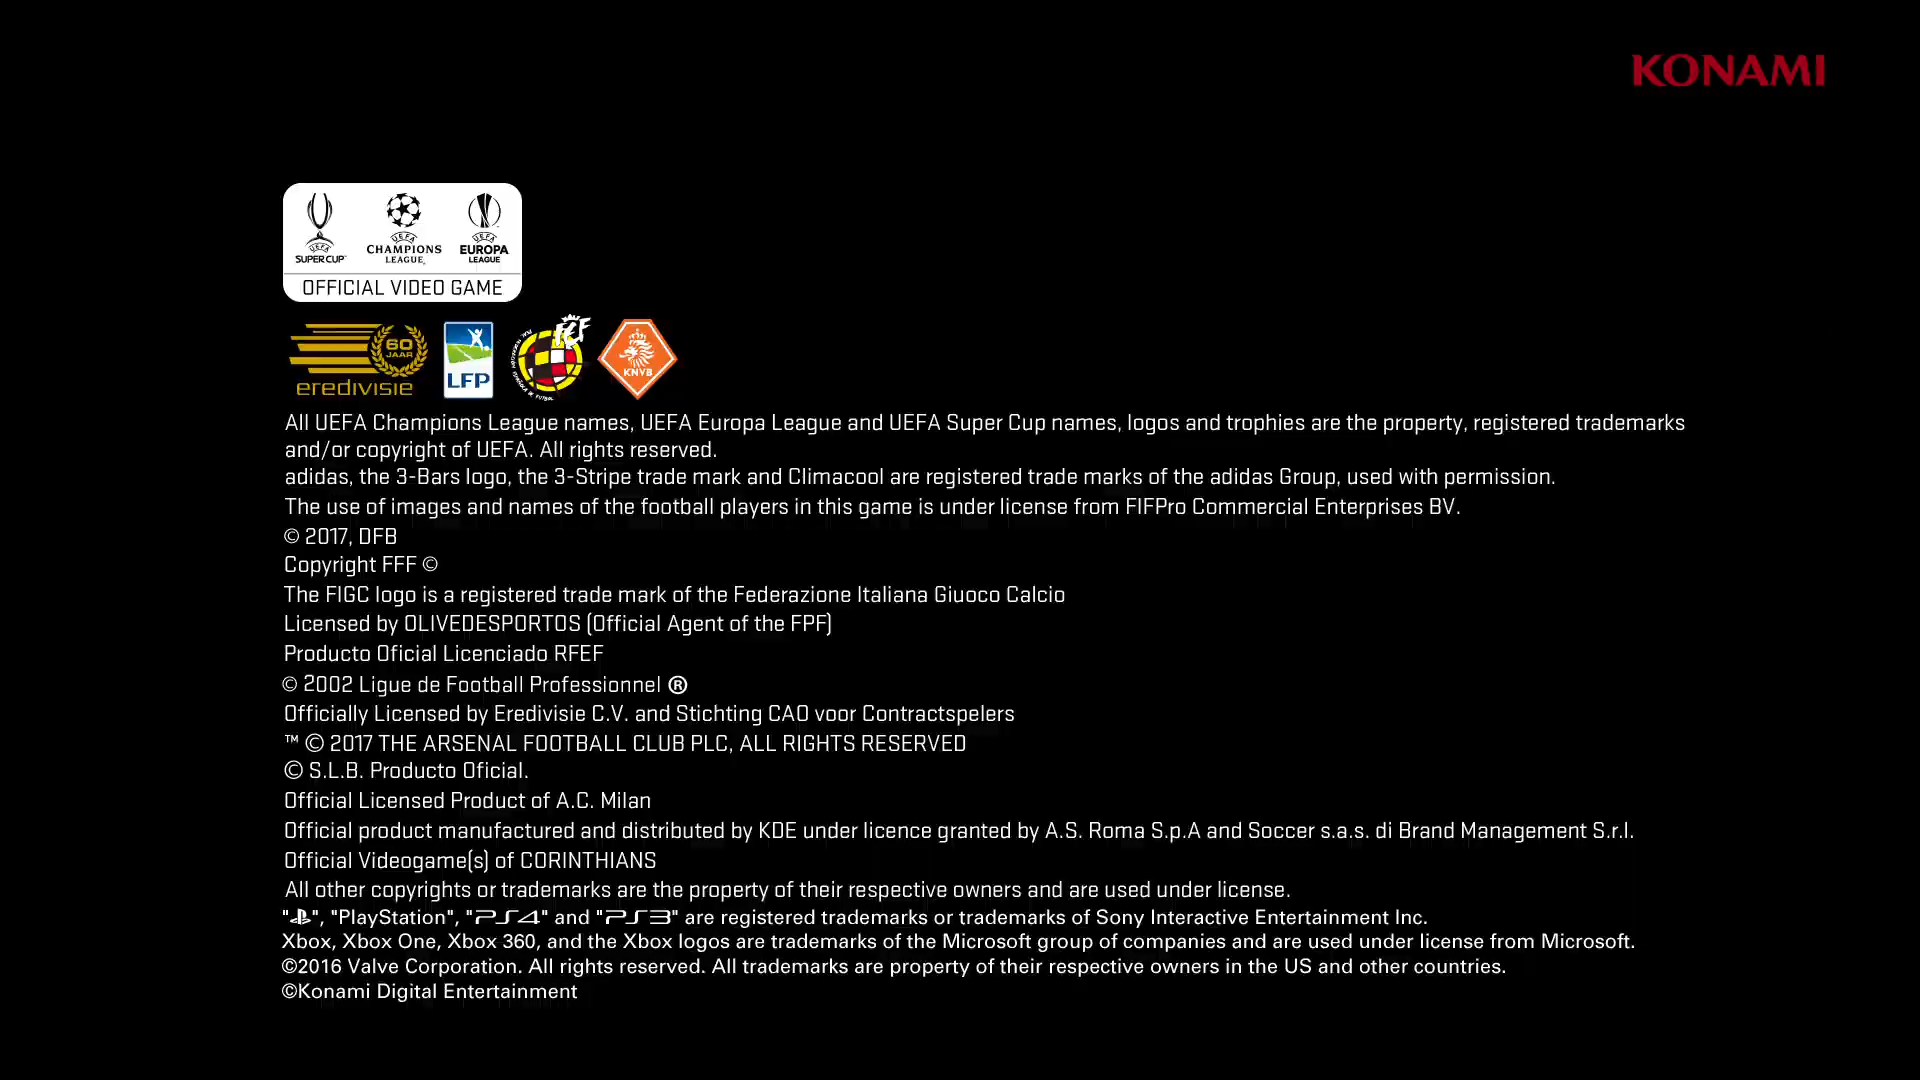 KONAMI
UEFA SUPER CUP™
UEFA CHAMPIONS LEAGUE®
UEFA EUROPA LEAGUE
OFFICIAL VIDEO GAME
60 JAAR
eredivisie
LFP
FCF
KNVB
All UEFA Champions League names, UEFA Europa League and UEFA Super Cup names, logos and trophies are the property, registered trademarks
and/or copyright of UEFA. All rights reserved.
adidas, the 3-Bars logo, the 3-Stripe trade mark and Climacool are registered trade marks of the adidas Group, used with permission.
The use of images and names of the football players in this game is under license from FIFPro Commercial Enterprises BV.
© 2017, DFB
Copyright FFF ©
The FIGC logo is a registered trade mark of the Federazione Italiana Giuoco Calcio
Licensed by OLIVEDESPORTOS (Official Agent of the FPF)
Producto Oficial Licenciado RFEF
© 2002 Ligue de Football Professionnel ®
Officially Licensed by Eredivisie C.V. and Stichting CAO voor Contractspelers
™ © 2017 THE ARSENAL FOOTBALL CLUB PLC, ALL RIGHTS RESERVED
© S.L.B. Producto Oficial.
Official Licensed Product of A.C. Milan
Official product manufactured and distributed by KDE under licence granted by A.S. Roma S.p.A and Soccer s.a.s. di Brand Management S.r.l.
Official Videogame(s) of CORINTHIANS
All other copyrights or trademarks are the property of their respective owners and are used under license.
"", "PlayStation", "PS4" and "PS3" are registered trademarks or trademarks of Sony Interactive Entertainment Inc.
Xbox, Xbox One, Xbox 360, and the Xbox logos are trademarks of the Microsoft group of companies and are used under license from Microsoft.
©2016 Valve Corporation. All rights reserved. All trademarks are property of their respective owners in the US and other countries.
©Konami Digital Entertainment